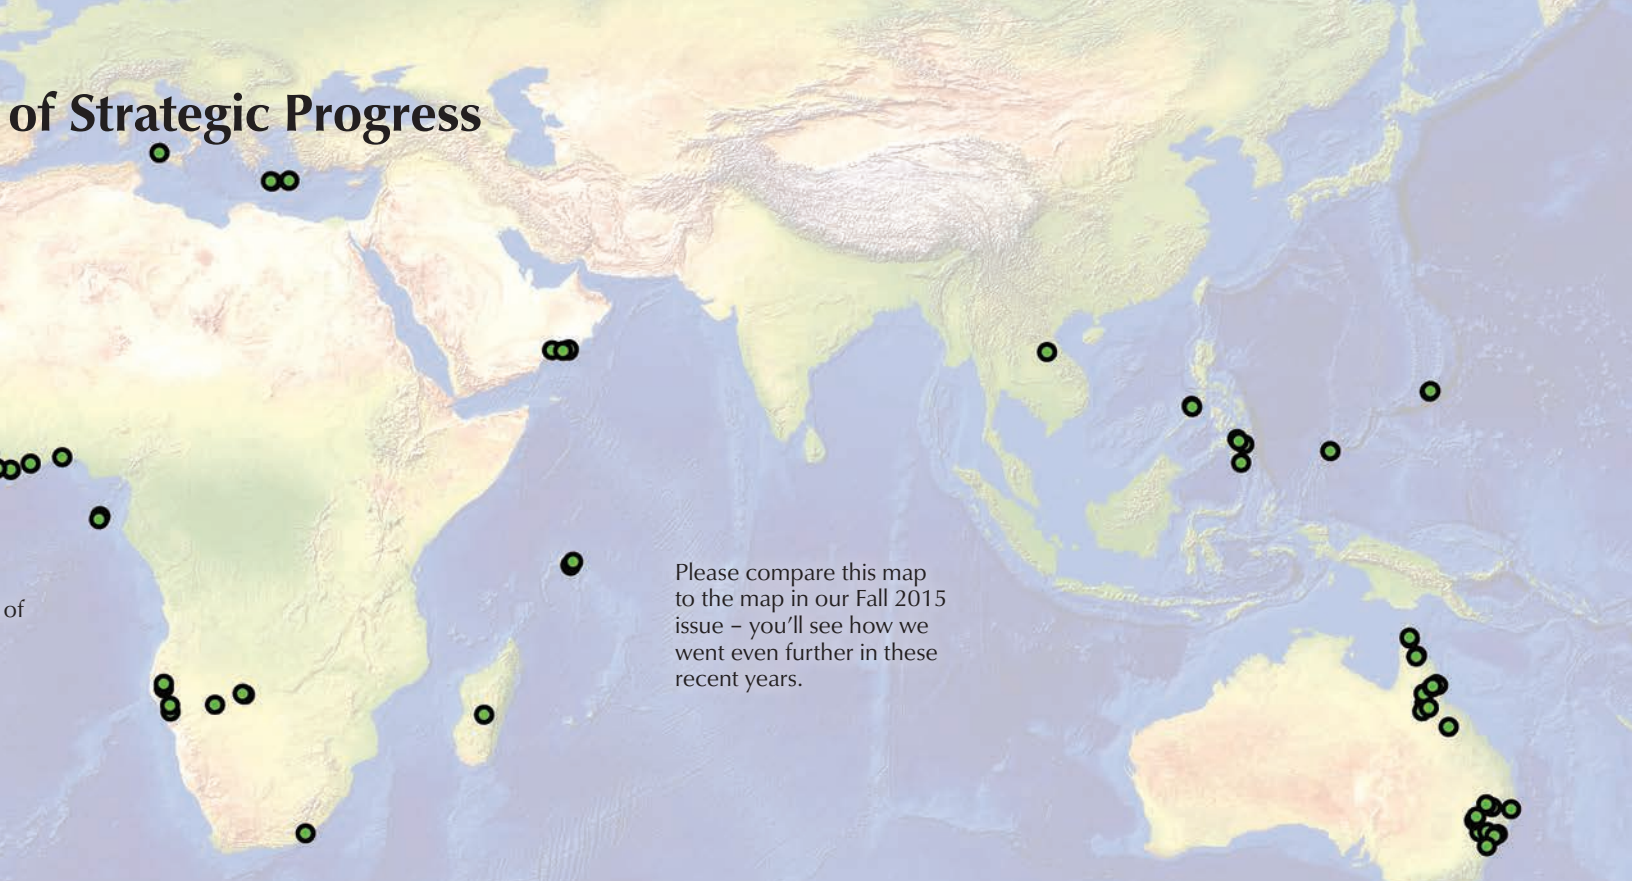 of Strategic Progress
Please compare this map
to the map in our Fall 2015
issue – you’ll see how we
went even further in these
recent years.
of